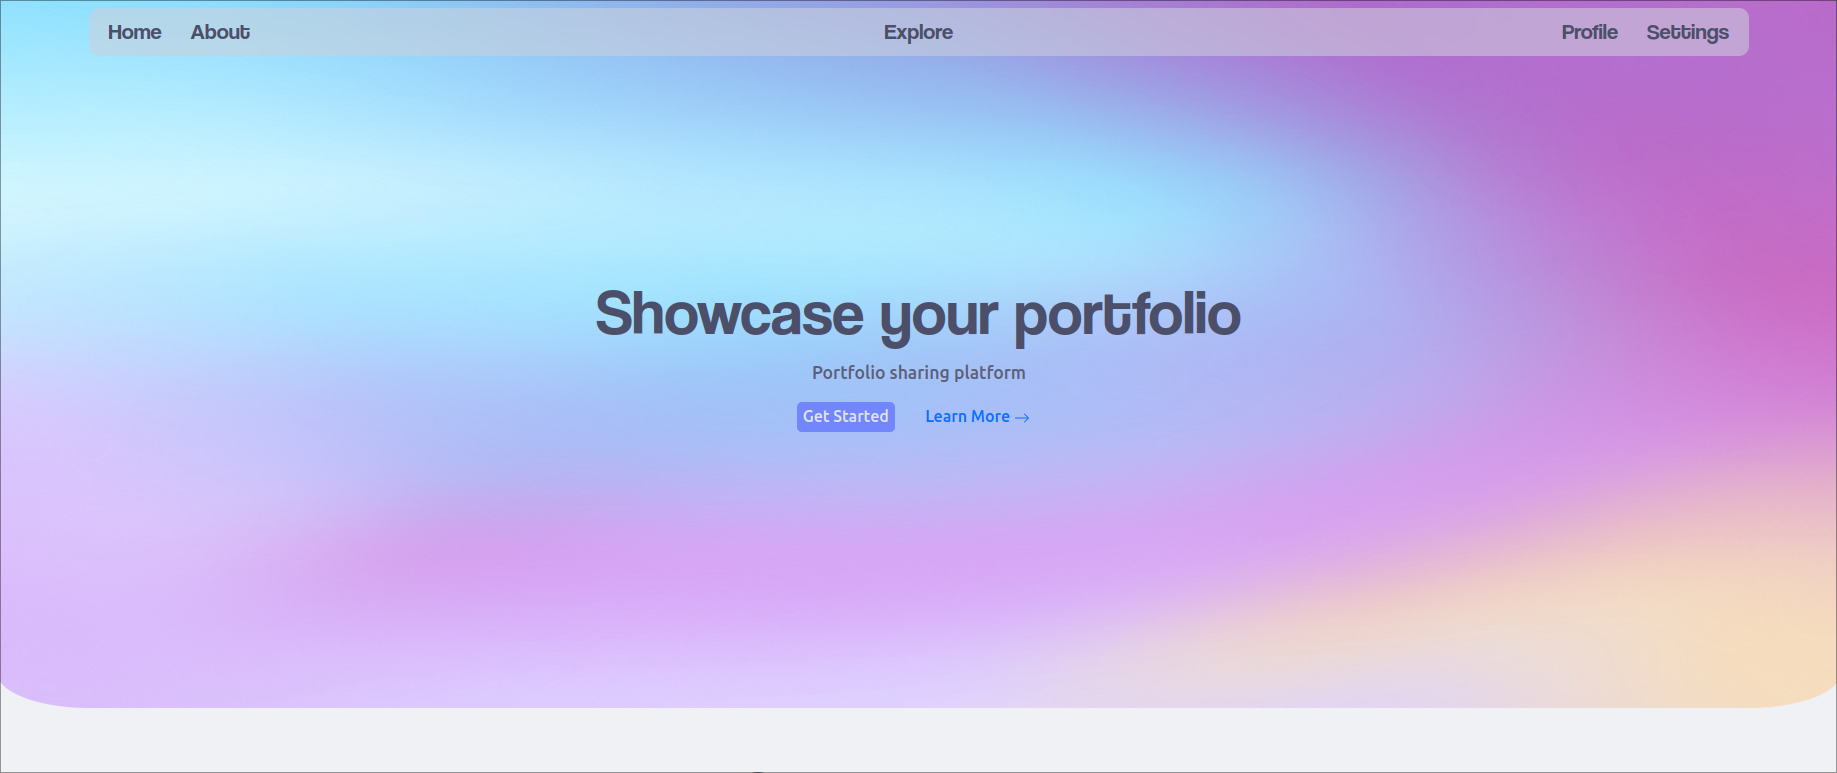 Home About Explore Profile Settings
Showcase your portfolio
Portfolio sharing platform
Get Started Learn More →